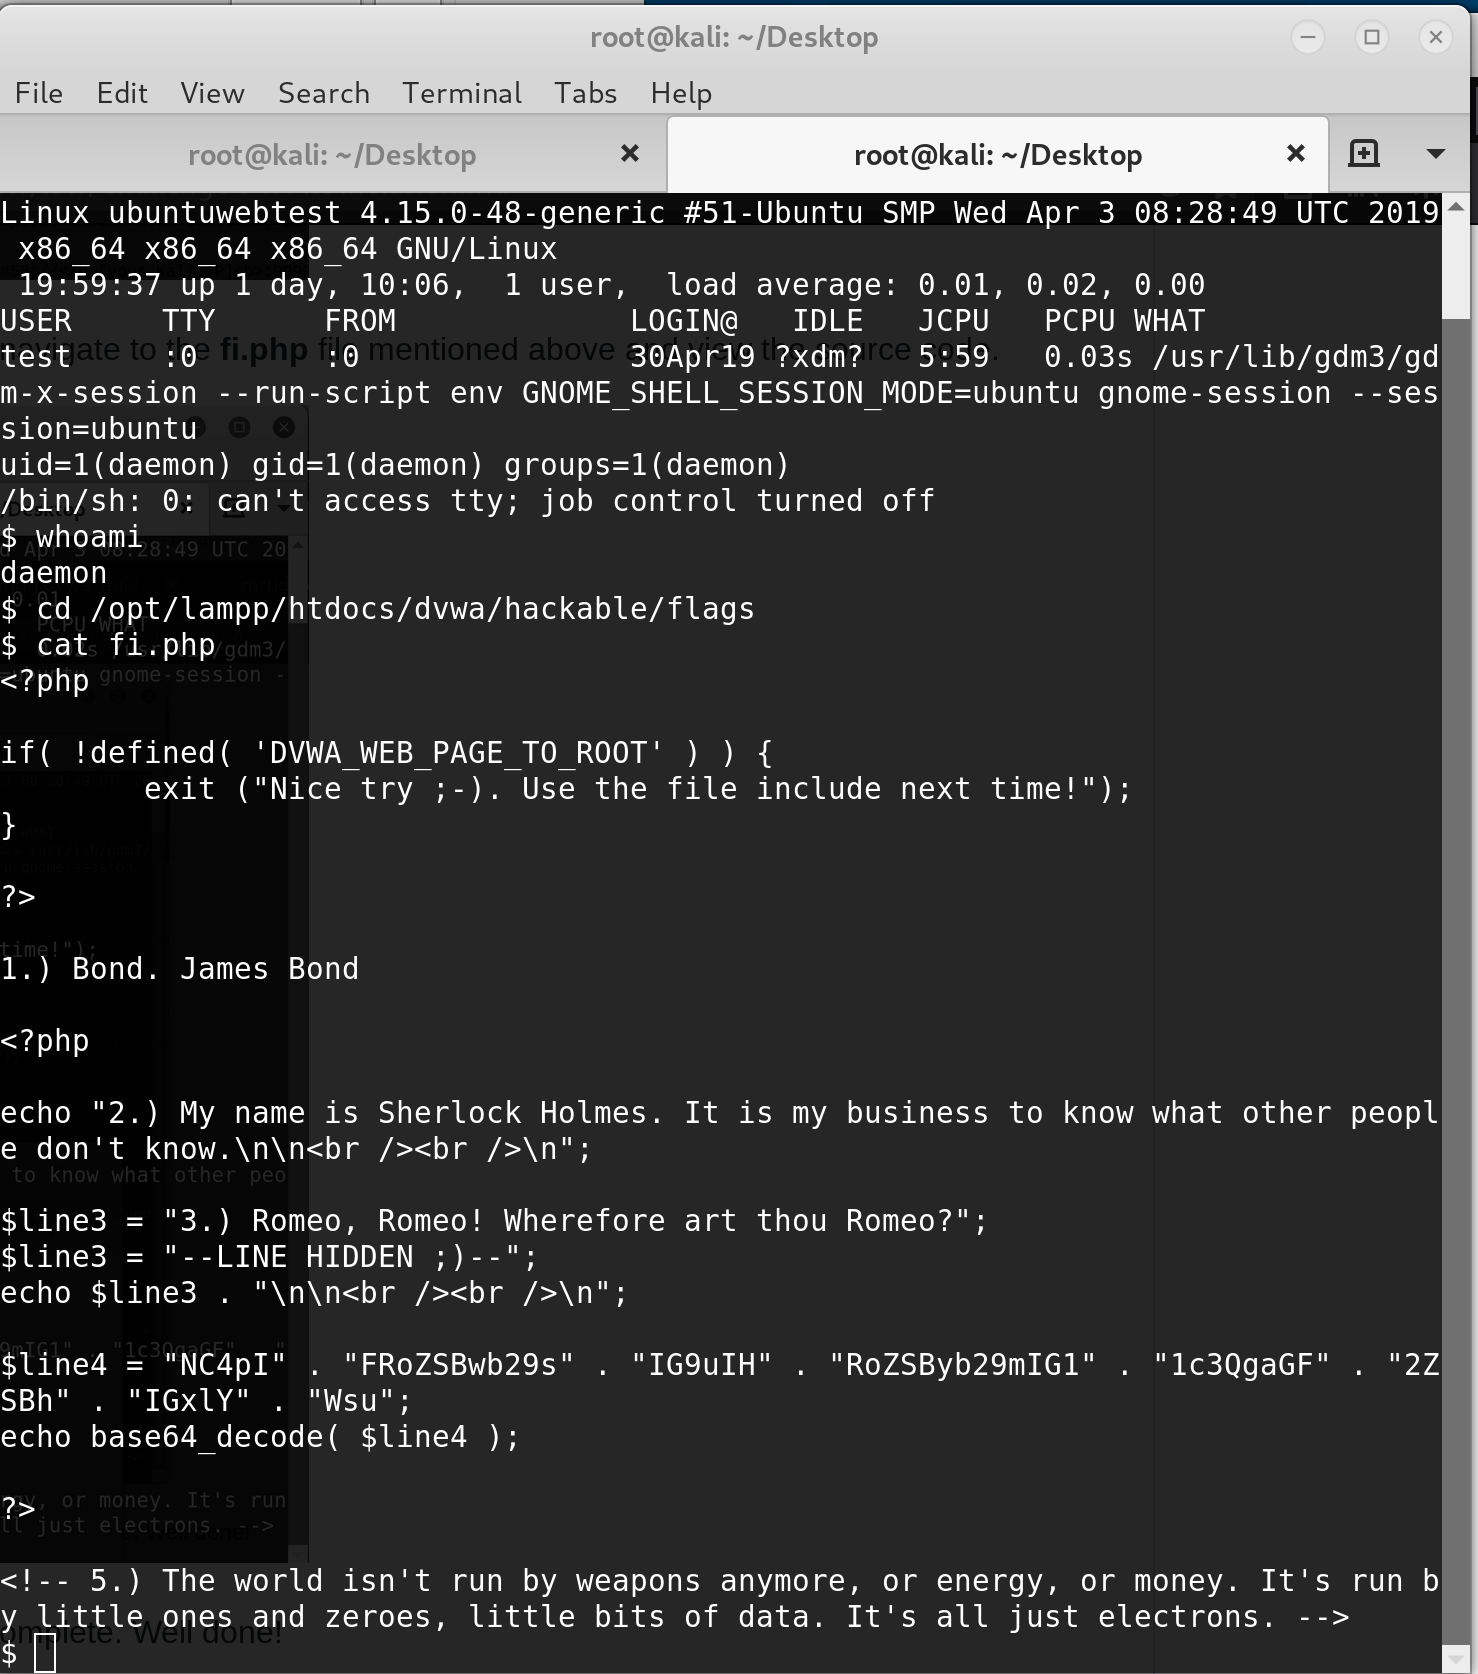 root@kali: ~/Desktop
File Edit View Search Terminal Tabs Help
root@kali: ~/Desktop root@kali: ~/Desktop
Linux ubuntuwebtest 4.15.0-48-generic #51-Ubuntu SMP Wed Apr 3 08:28:49 UTC 2019
 x86_64 x86_64 x86_64 GNU/Linux
 19:59:37 up 1 day, 10:06,  1 user,  load average: 0.01, 0.02, 0.00
USER     TTY      FROM             LOGIN@   IDLE   JCPU   PCPU WHAT
test     :0       :0               30Apr19 ?xdm?   5:59   0.03s /usr/lib/gdm3/gd
m-x-session --run-script env GNOME_SHELL_SESSION_MODE=ubuntu gnome-session --ses
sion=ubuntu
uid=1(daemon) gid=1(daemon) groups=1(daemon)
/bin/sh: 0: can't access tty; job control turned off
$ whoami
daemon
$ cd /opt/lampp/htdocs/dvwa/hackable/flags
$ cat fi.php
<?php

if( !defined( 'DVWA_WEB_PAGE_TO_ROOT' ) ) {
        exit ("Nice try ;-). Use the file include next time!");
}

?>

1.) Bond. James Bond

<?php

echo "2.) My name is Sherlock Holmes. It is my business to know what other peopl
e don't know.\n\n<br /><br />\n";

$line3 = "3.) Romeo, Romeo! Wherefore art thou Romeo?";
$line3 = "--LINE HIDDEN ;)--";
echo $line3 . "\n\n<br /><br />\n";

$line4 = "NC4pI" . "FRoZSBwb29s" . "IG9uIH" . "RoZSByb29mIG1" . "1c3QgaGF" . "2Z
SBh" . "IGxlY" . "Wsu";
echo base64_decode( $line4 );

?>

<!-- 5.) The world isn't run by weapons anymore, or energy, or money. It's run b
y little ones and zeroes, little bits of data. It's all just electrons. -->
$